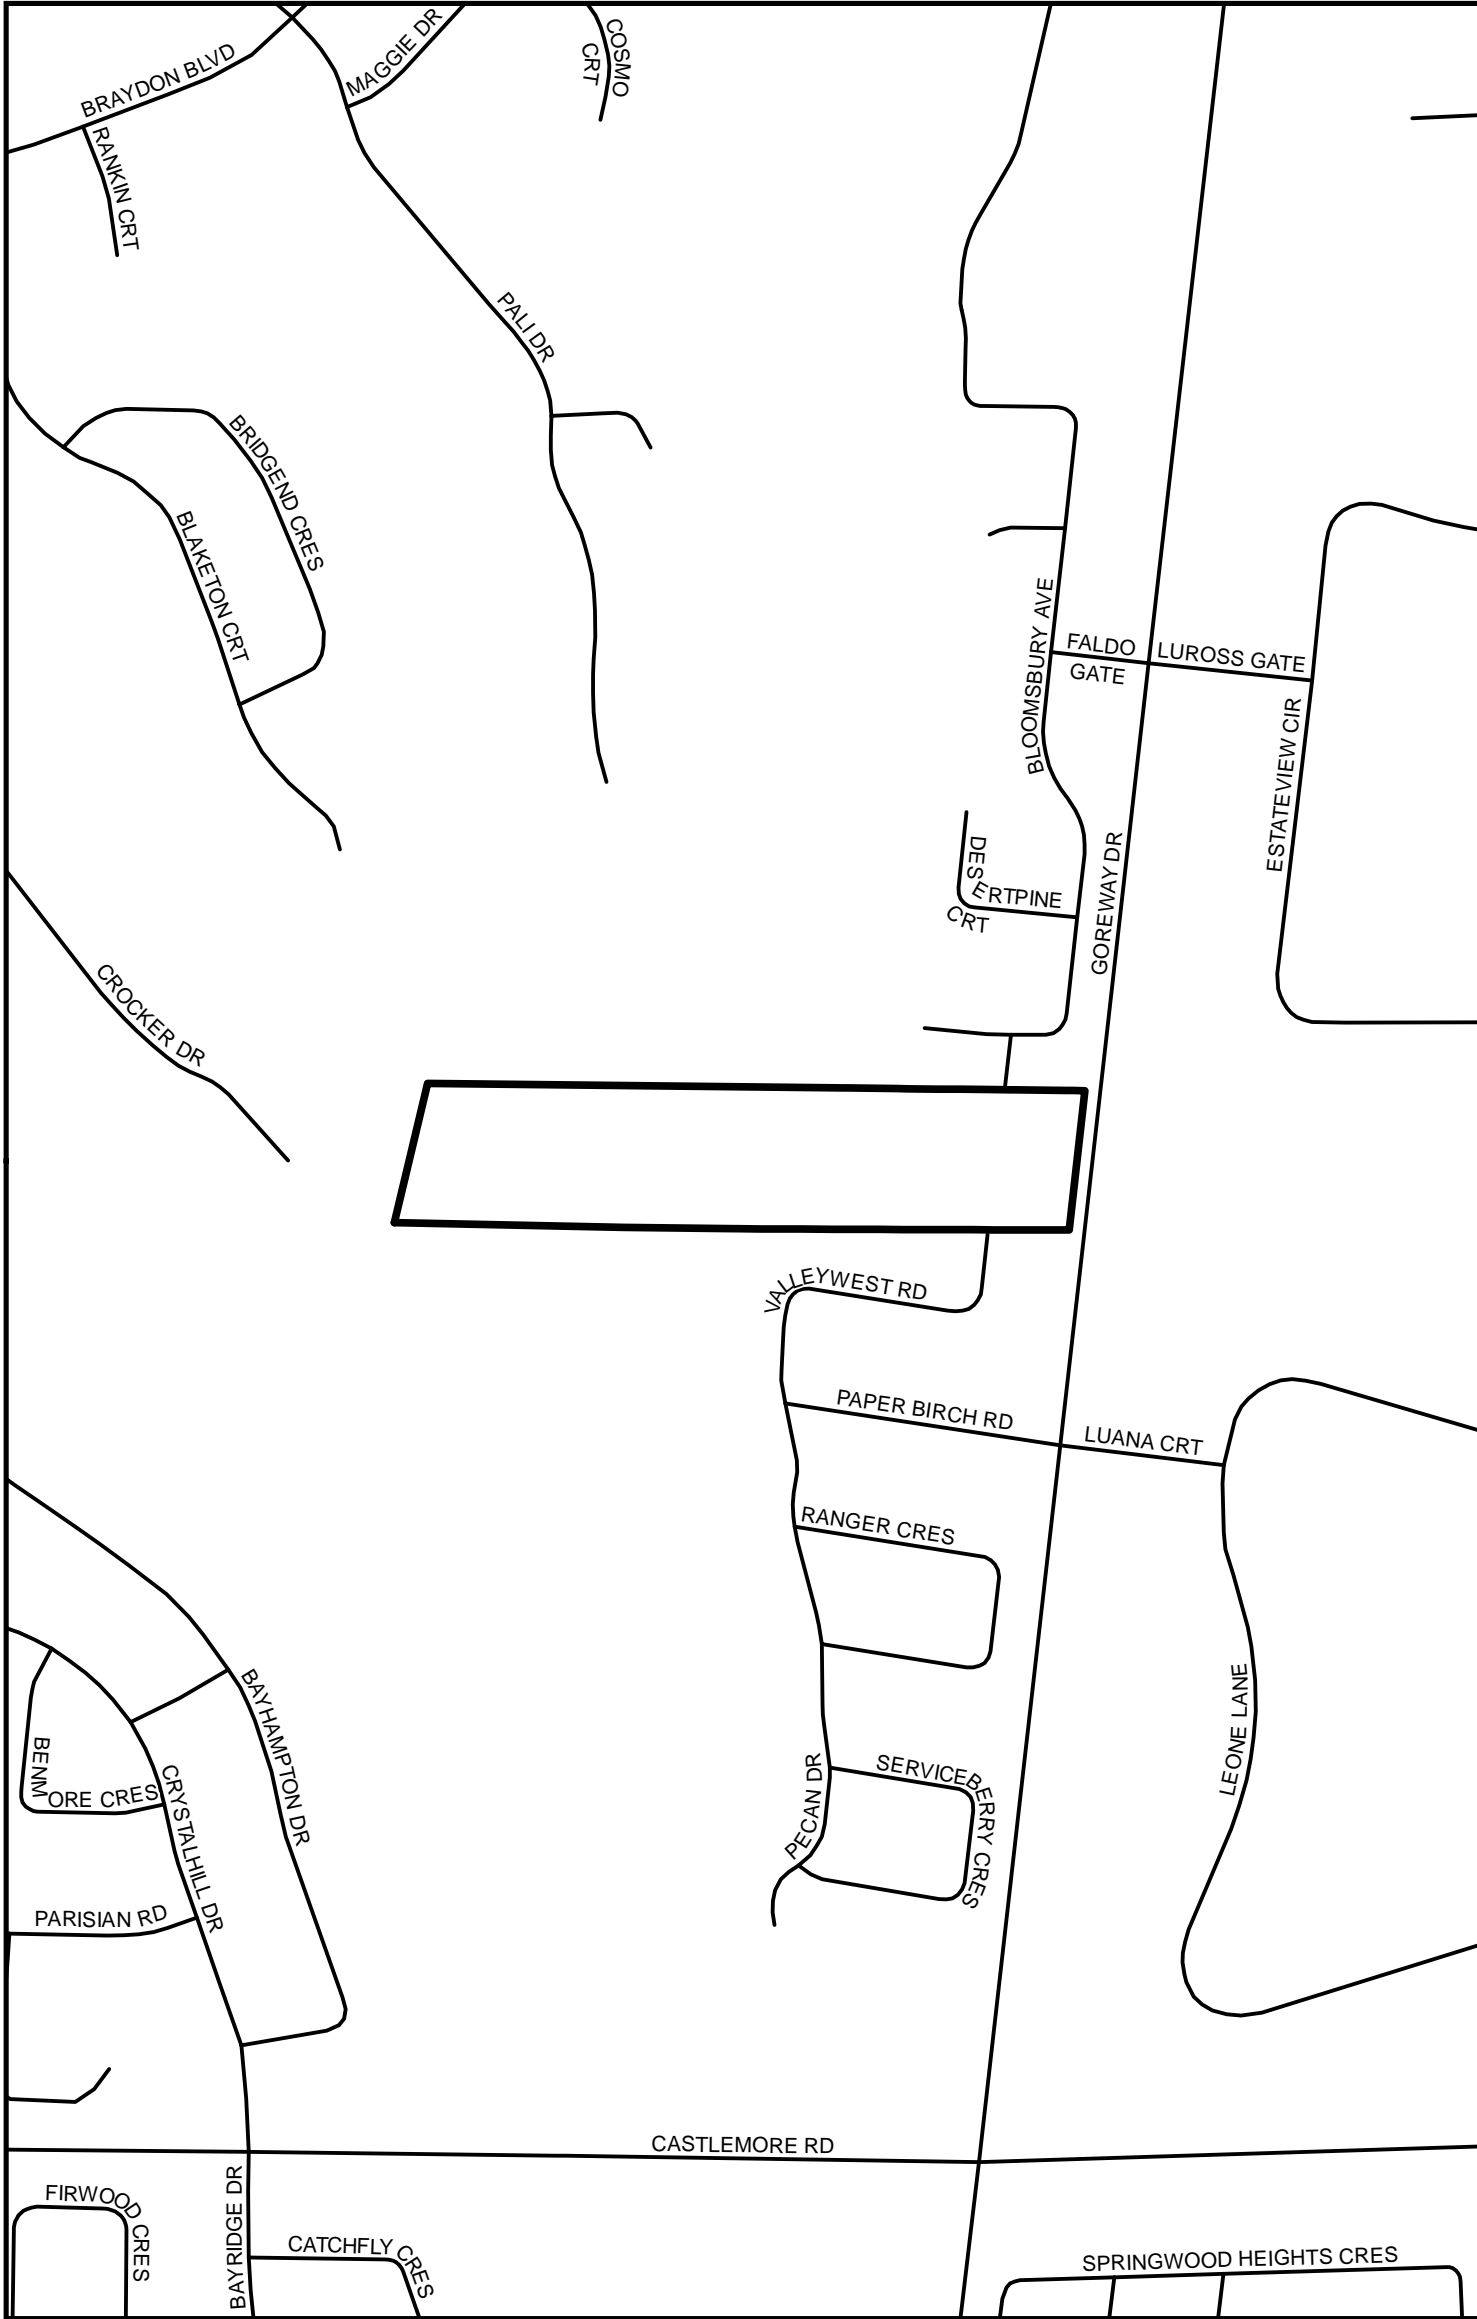 BRAYDON BLVD
MAGGIE DR
COSMO
CRT
RANKIN CRT
PALI DR
BRIDGEND CRES
BLAKETON CRT
BLOOMSBURY AVE
FALDO
GATE
LUROSS GATE
ESTATEVIEW CIR
DESERTPINE
CRT
GOREWAY DR
CROCKER DR
VALLEYWEST RD
PAPER BIRCH RD
LUANA CRT
RANGER CRES
BAYHAMPTON DR
LEONE LANE
BENMORE CRES
CRYSTALHILL DR
PECAN DR
SERVICEBERRY CRES
PARISIAN RD
CASTLEMORE RD
FIRWOOD CRES
BAYRIDGE DR
CATCHFLY CRES
SPRINGWOOD HEIGHTS CRES